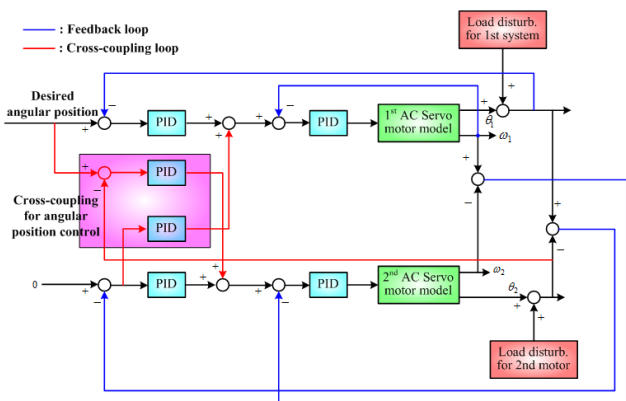 : Feedback loop
: Cross-coupling loop
Load disturb.
for 1st system
Desired
angular position
PID
PID
1st AC Servo
motor model
θ1
ω1
Cross-coupling
for angular
position control
PID
PID
0
PID
PID
2nd AC Servo
motor model
ω2
θ2
Load disturb.
for 2nd motor